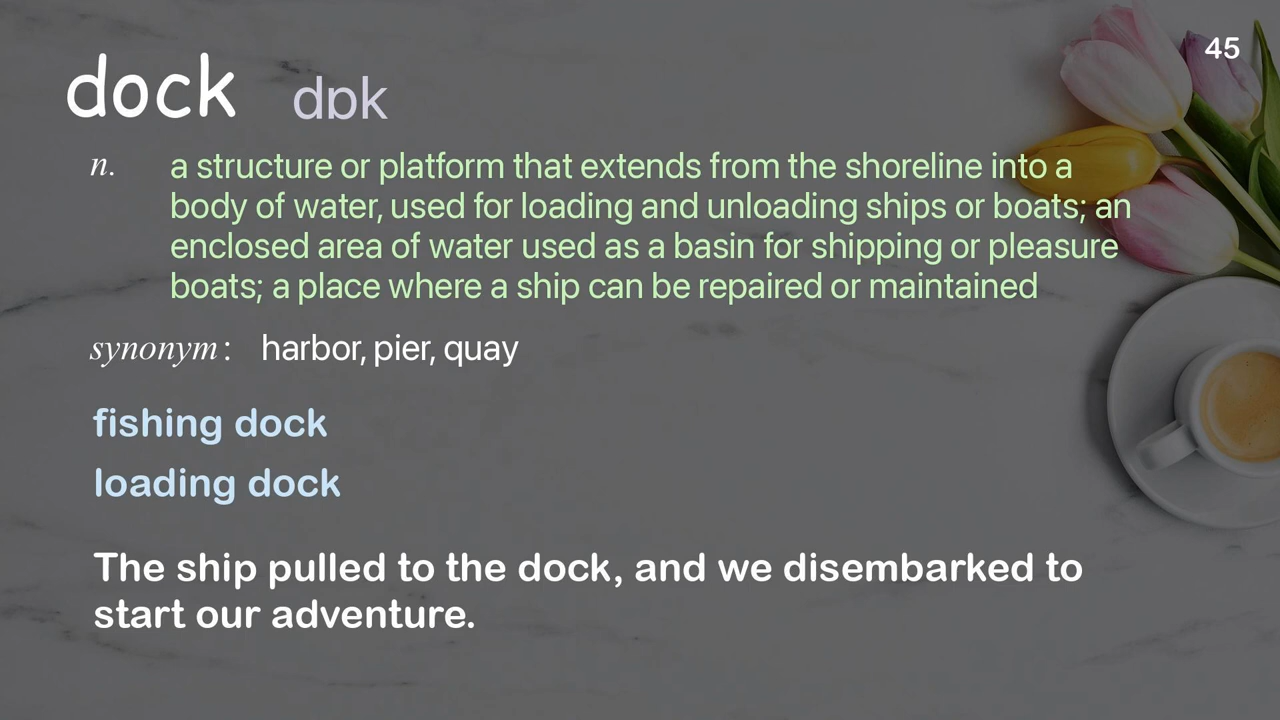 45
dock dɒk
n. a structure or platform that extends from the shoreline into a
body of water, used for loading and unloading ships or boats; an
enclosed area of water used as a basin for shipping or pleasure
boats; a place where a ship can be repaired or maintained
synonym: harbor, pier, quay
fishing dock
loading dock
The ship pulled to the dock, and we disembarked to
start our adventure.